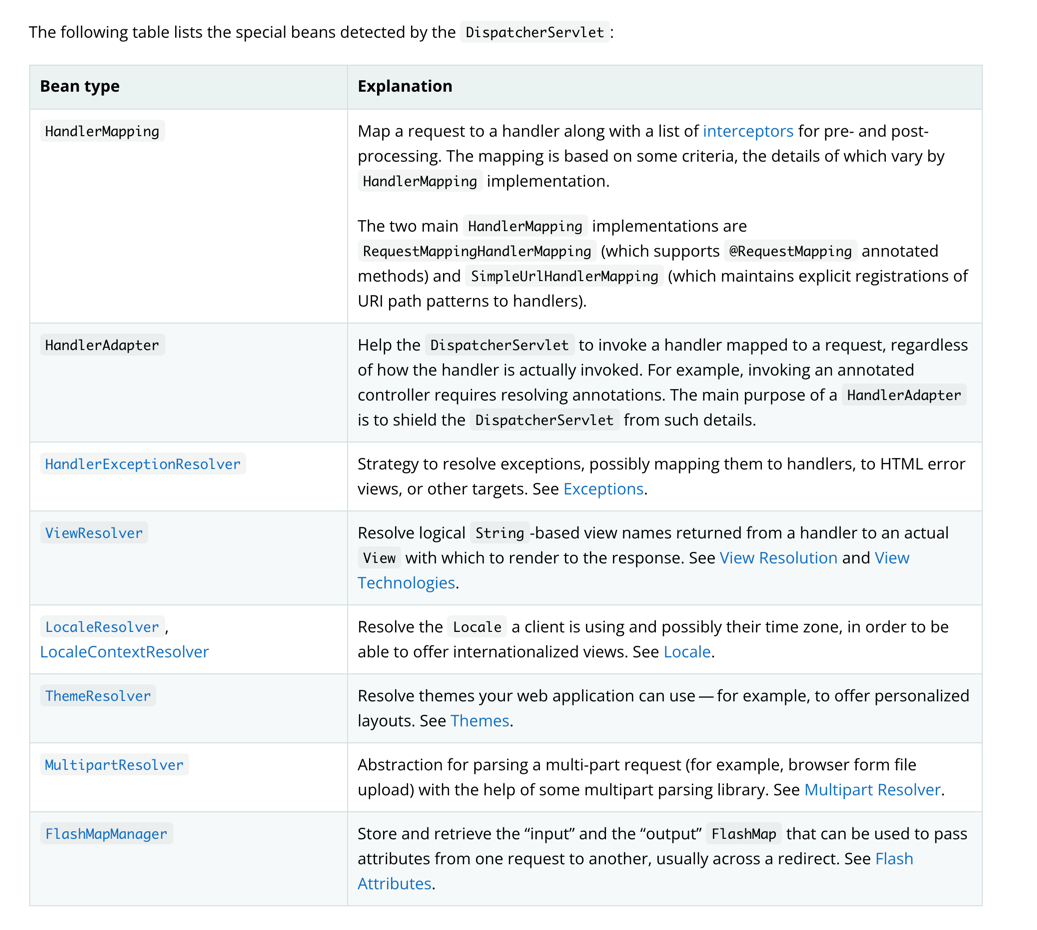 The following table lists the special beans detected by the DispatcherServlet :
Bean type
Explanation
HandlerMapping
Map a request to a handler along with a list of interceptors for pre- and post-
processing. The mapping is based on some criteria, the details of which vary by
HandlerMapping implementation.
The two main HandlerMapping implementations are
RequestMappingHandlerMapping (which supports @RequestMapping annotated
methods) and SimpleUrlHandlerMapping (which maintains explicit registrations of
URI path patterns to handlers).
HandlerAdapter
Help the DispatcherServlet to invoke a handler mapped to a request, regardless
of how the handler is actually invoked. For example, invoking an annotated
controller requires resolving annotations. The main purpose of a HandlerAdapter
is to shield the DispatcherServlet from such details.
HandlerExceptionResolver
Strategy to resolve exceptions, possibly mapping them to handlers, to HTML error
views, or other targets. See Exceptions.
ViewResolver
Resolve logical String -based view names returned from a handler to an actual
View with which to render to the response. See View Resolution and View
Technologies.
LocaleResolver ,
LocaleContextResolver
Resolve the Locale a client is using and possibly their time zone, in order to be
able to offer internationalized views. See Locale.
ThemeResolver
Resolve themes your web application can use — for example, to offer personalized
layouts. See Themes.
MultipartResolver
Abstraction for parsing a multi-part request (for example, browser form file
upload) with the help of some multipart parsing library. See Multipart Resolver.
FlashMapManager
Store and retrieve the “input” and the “output” FlashMap that can be used to pass
attributes from one request to another, usually across a redirect. See Flash
Attributes.